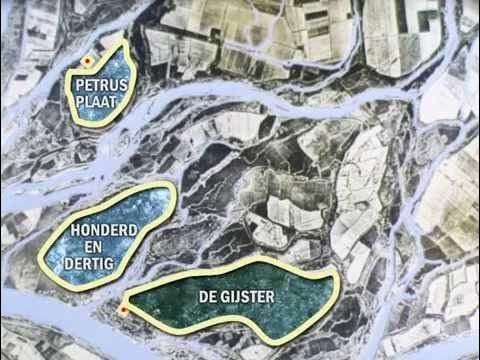 PETRUS
PLAAT
HONDERD
EN
DERTIG
DE GIJSTER